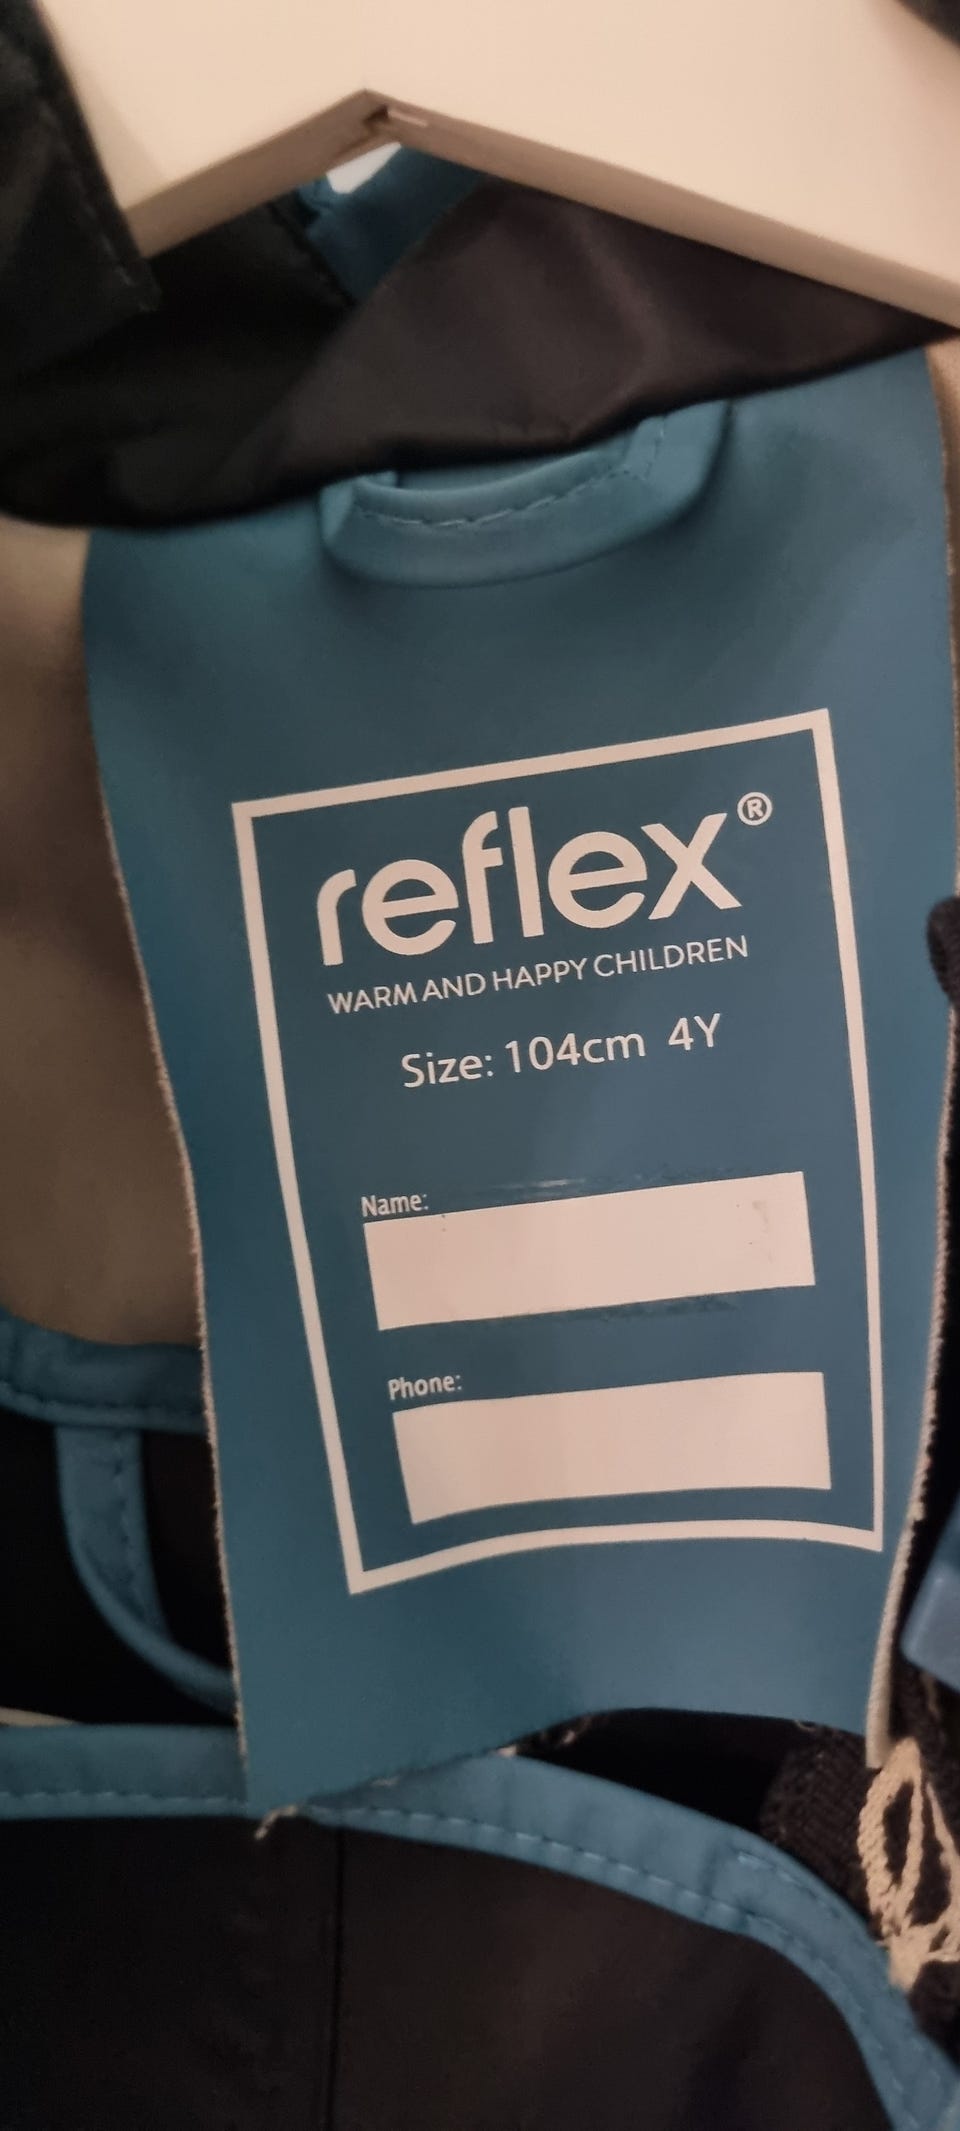 reflex®
WARM AND HAPPY CHILDREN
Size: 104cm 4Y
Name:
Phone: